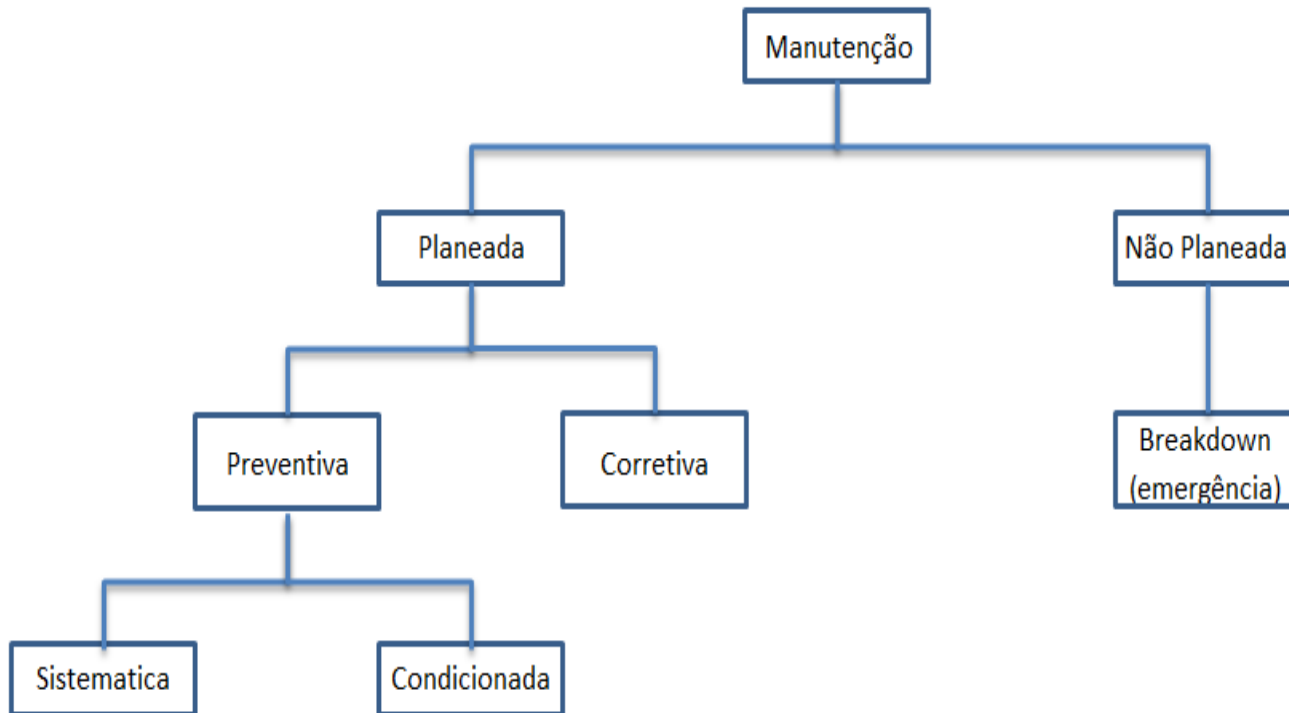 Manutenção
Planeada
Não Planeada
Preventiva
Corretiva
Breakdown
(emergência)
Sistematica
Condicionada